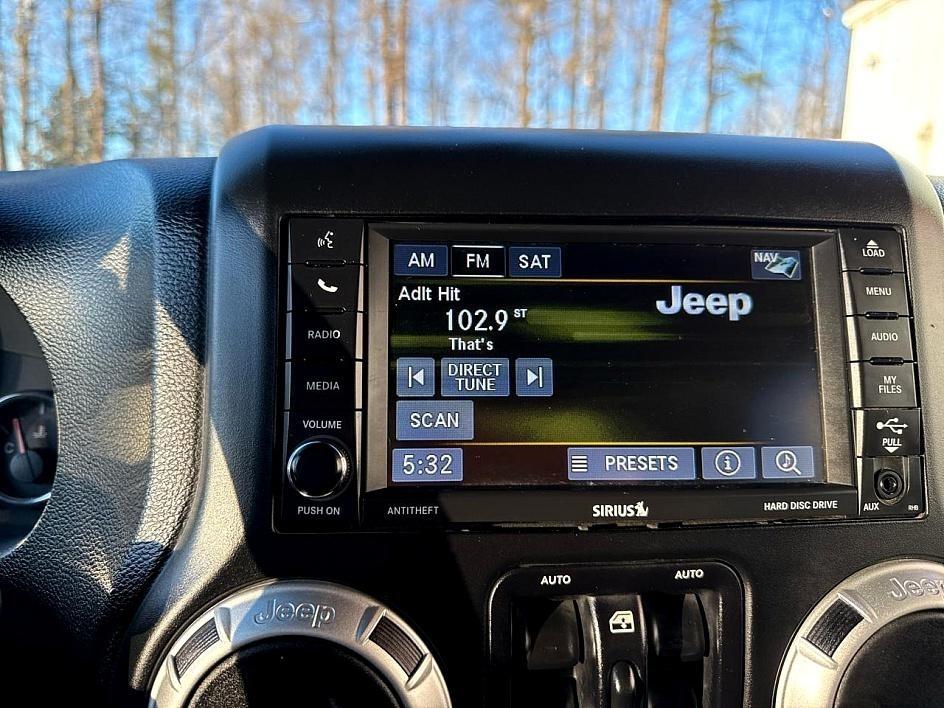 AM FM SAT NAV
Adlt Hit
Jeep
102.9 ST
That's
DIRECT
TUNE
SCAN
5:32 PRESETS
RADIO
MEDIA
VOLUME
PUSH ON
LOAD
MENU
AUDIO
MY
FILES
PULL
AUX RHB
ANTITHEFT SIRIUS HARD DISC DRIVE
AUTO AUTO
Jeep
Jeep